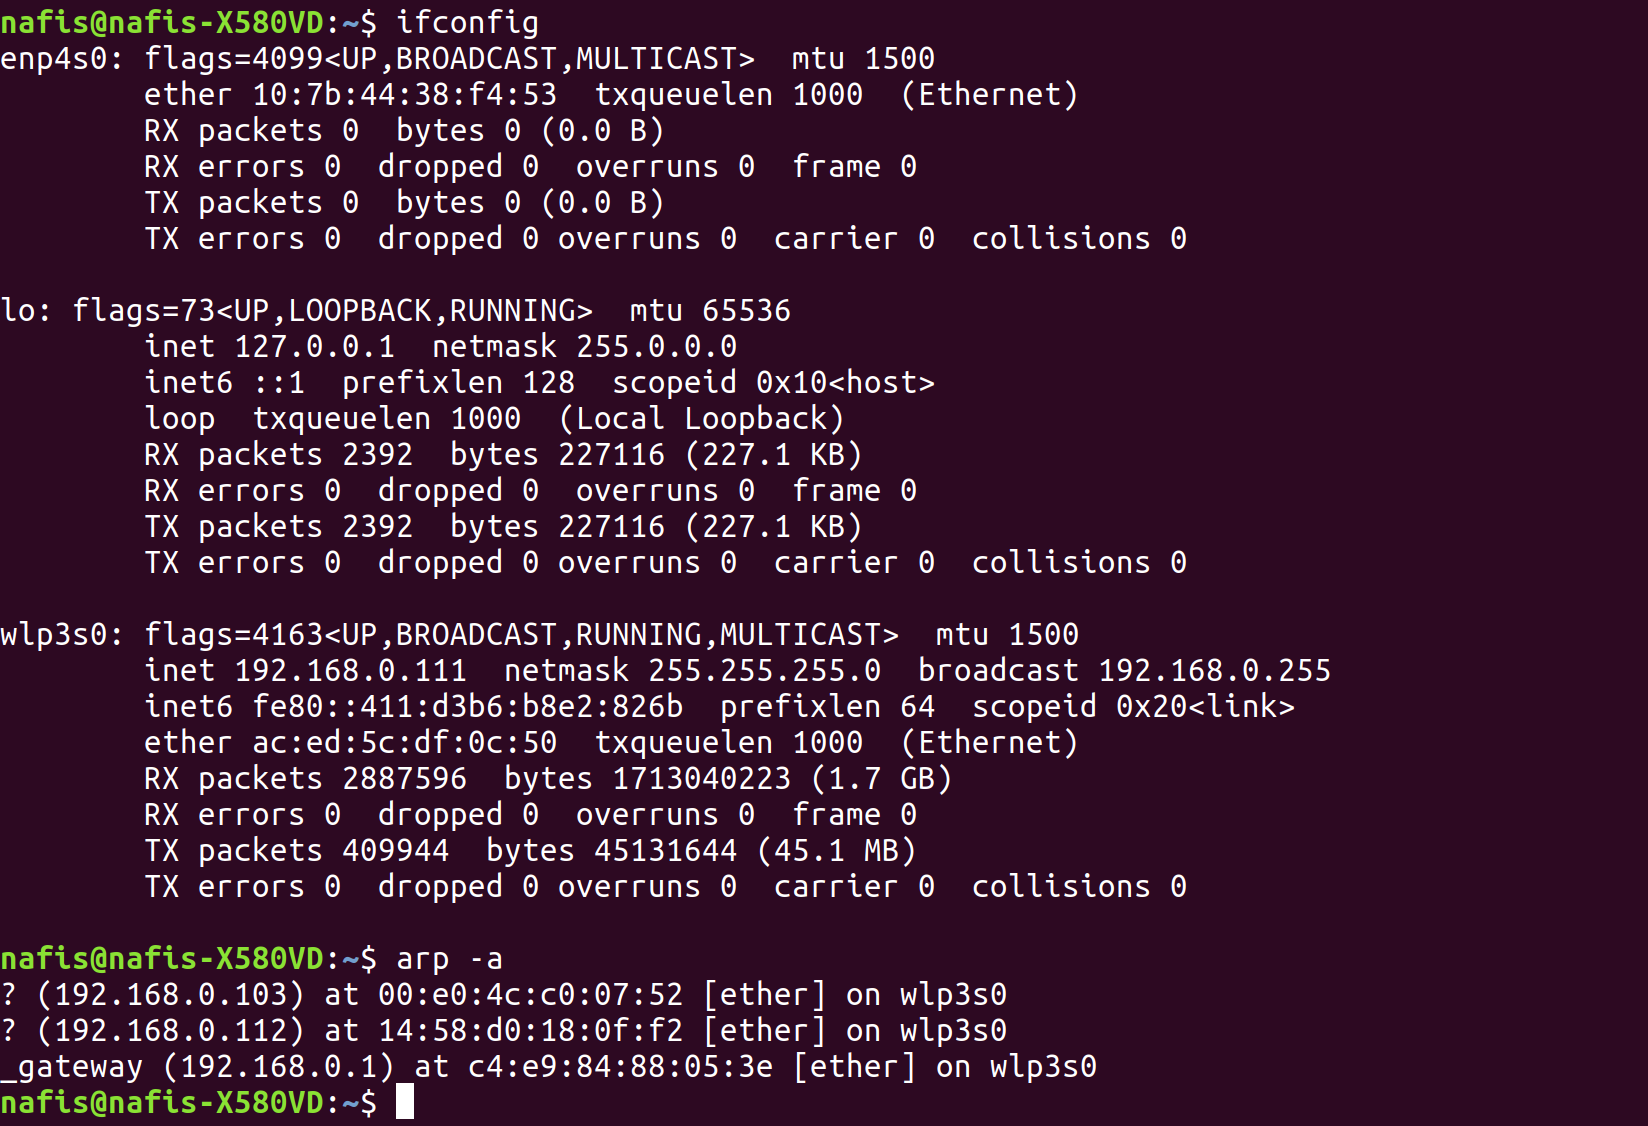 nafis@nafis-X580VD:~$ ifconfig
enp4s0: flags=4099<UP,BROADCAST,MULTICAST>  mtu 1500
        ether 10:7b:44:38:f4:53  txqueuelen 1000  (Ethernet)
        RX packets 0  bytes 0 (0.0 B)
        RX errors 0  dropped 0  overruns 0  frame 0
        TX packets 0  bytes 0 (0.0 B)
        TX errors 0  dropped 0 overruns 0  carrier 0  collisions 0

lo: flags=73<UP,LOOPBACK,RUNNING>  mtu 65536
        inet 127.0.0.1  netmask 255.0.0.0
        inet6 ::1  prefixlen 128  scopeid 0x10<host>
        loop  txqueuelen 1000  (Local Loopback)
        RX packets 2392  bytes 227116 (227.1 KB)
        RX errors 0  dropped 0  overruns 0  frame 0
        TX packets 2392  bytes 227116 (227.1 KB)
        TX errors 0  dropped 0 overruns 0  carrier 0  collisions 0

wlp3s0: flags=4163<UP,BROADCAST,RUNNING,MULTICAST>  mtu 1500
        inet 192.168.0.111  netmask 255.255.255.0  broadcast 192.168.0.255
        inet6 fe80::411:d3b6:b8e2:826b  prefixlen 64  scopeid 0x20<link>
        ether ac:ed:5c:df:0c:50  txqueuelen 1000  (Ethernet)
        RX packets 2887596  bytes 1713040223 (1.7 GB)
        RX errors 0  dropped 0  overruns 0  frame 0
        TX packets 409944  bytes 45131644 (45.1 MB)
        TX errors 0  dropped 0 overruns 0  carrier 0  collisions 0

nafis@nafis-X580VD:~$ arp -a
? (192.168.0.103) at 00:e0:4c:c0:07:52 [ether] on wlp3s0
? (192.168.0.112) at 14:58:d0:18:0f:f2 [ether] on wlp3s0
_gateway (192.168.0.1) at c4:e9:84:88:05:3e [ether] on wlp3s0
nafis@nafis-X580VD:~$